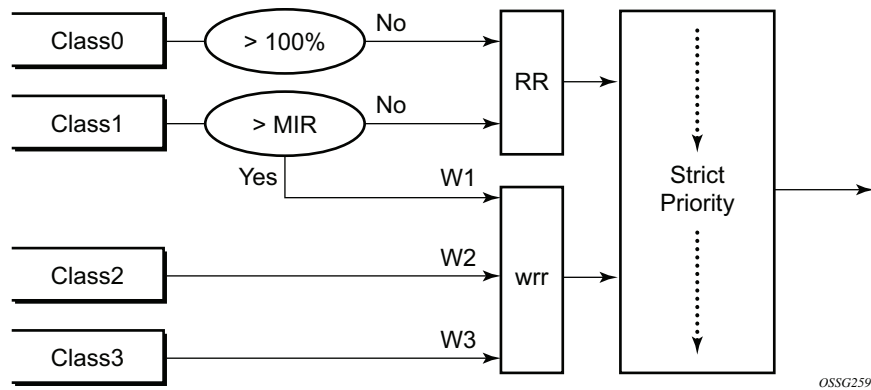 Class0
> 100%
No
RR
Class1
> MIR
No
Yes
W1
Strict
Priority
Class2
W2
wrr
Class3
W3
OSSG259